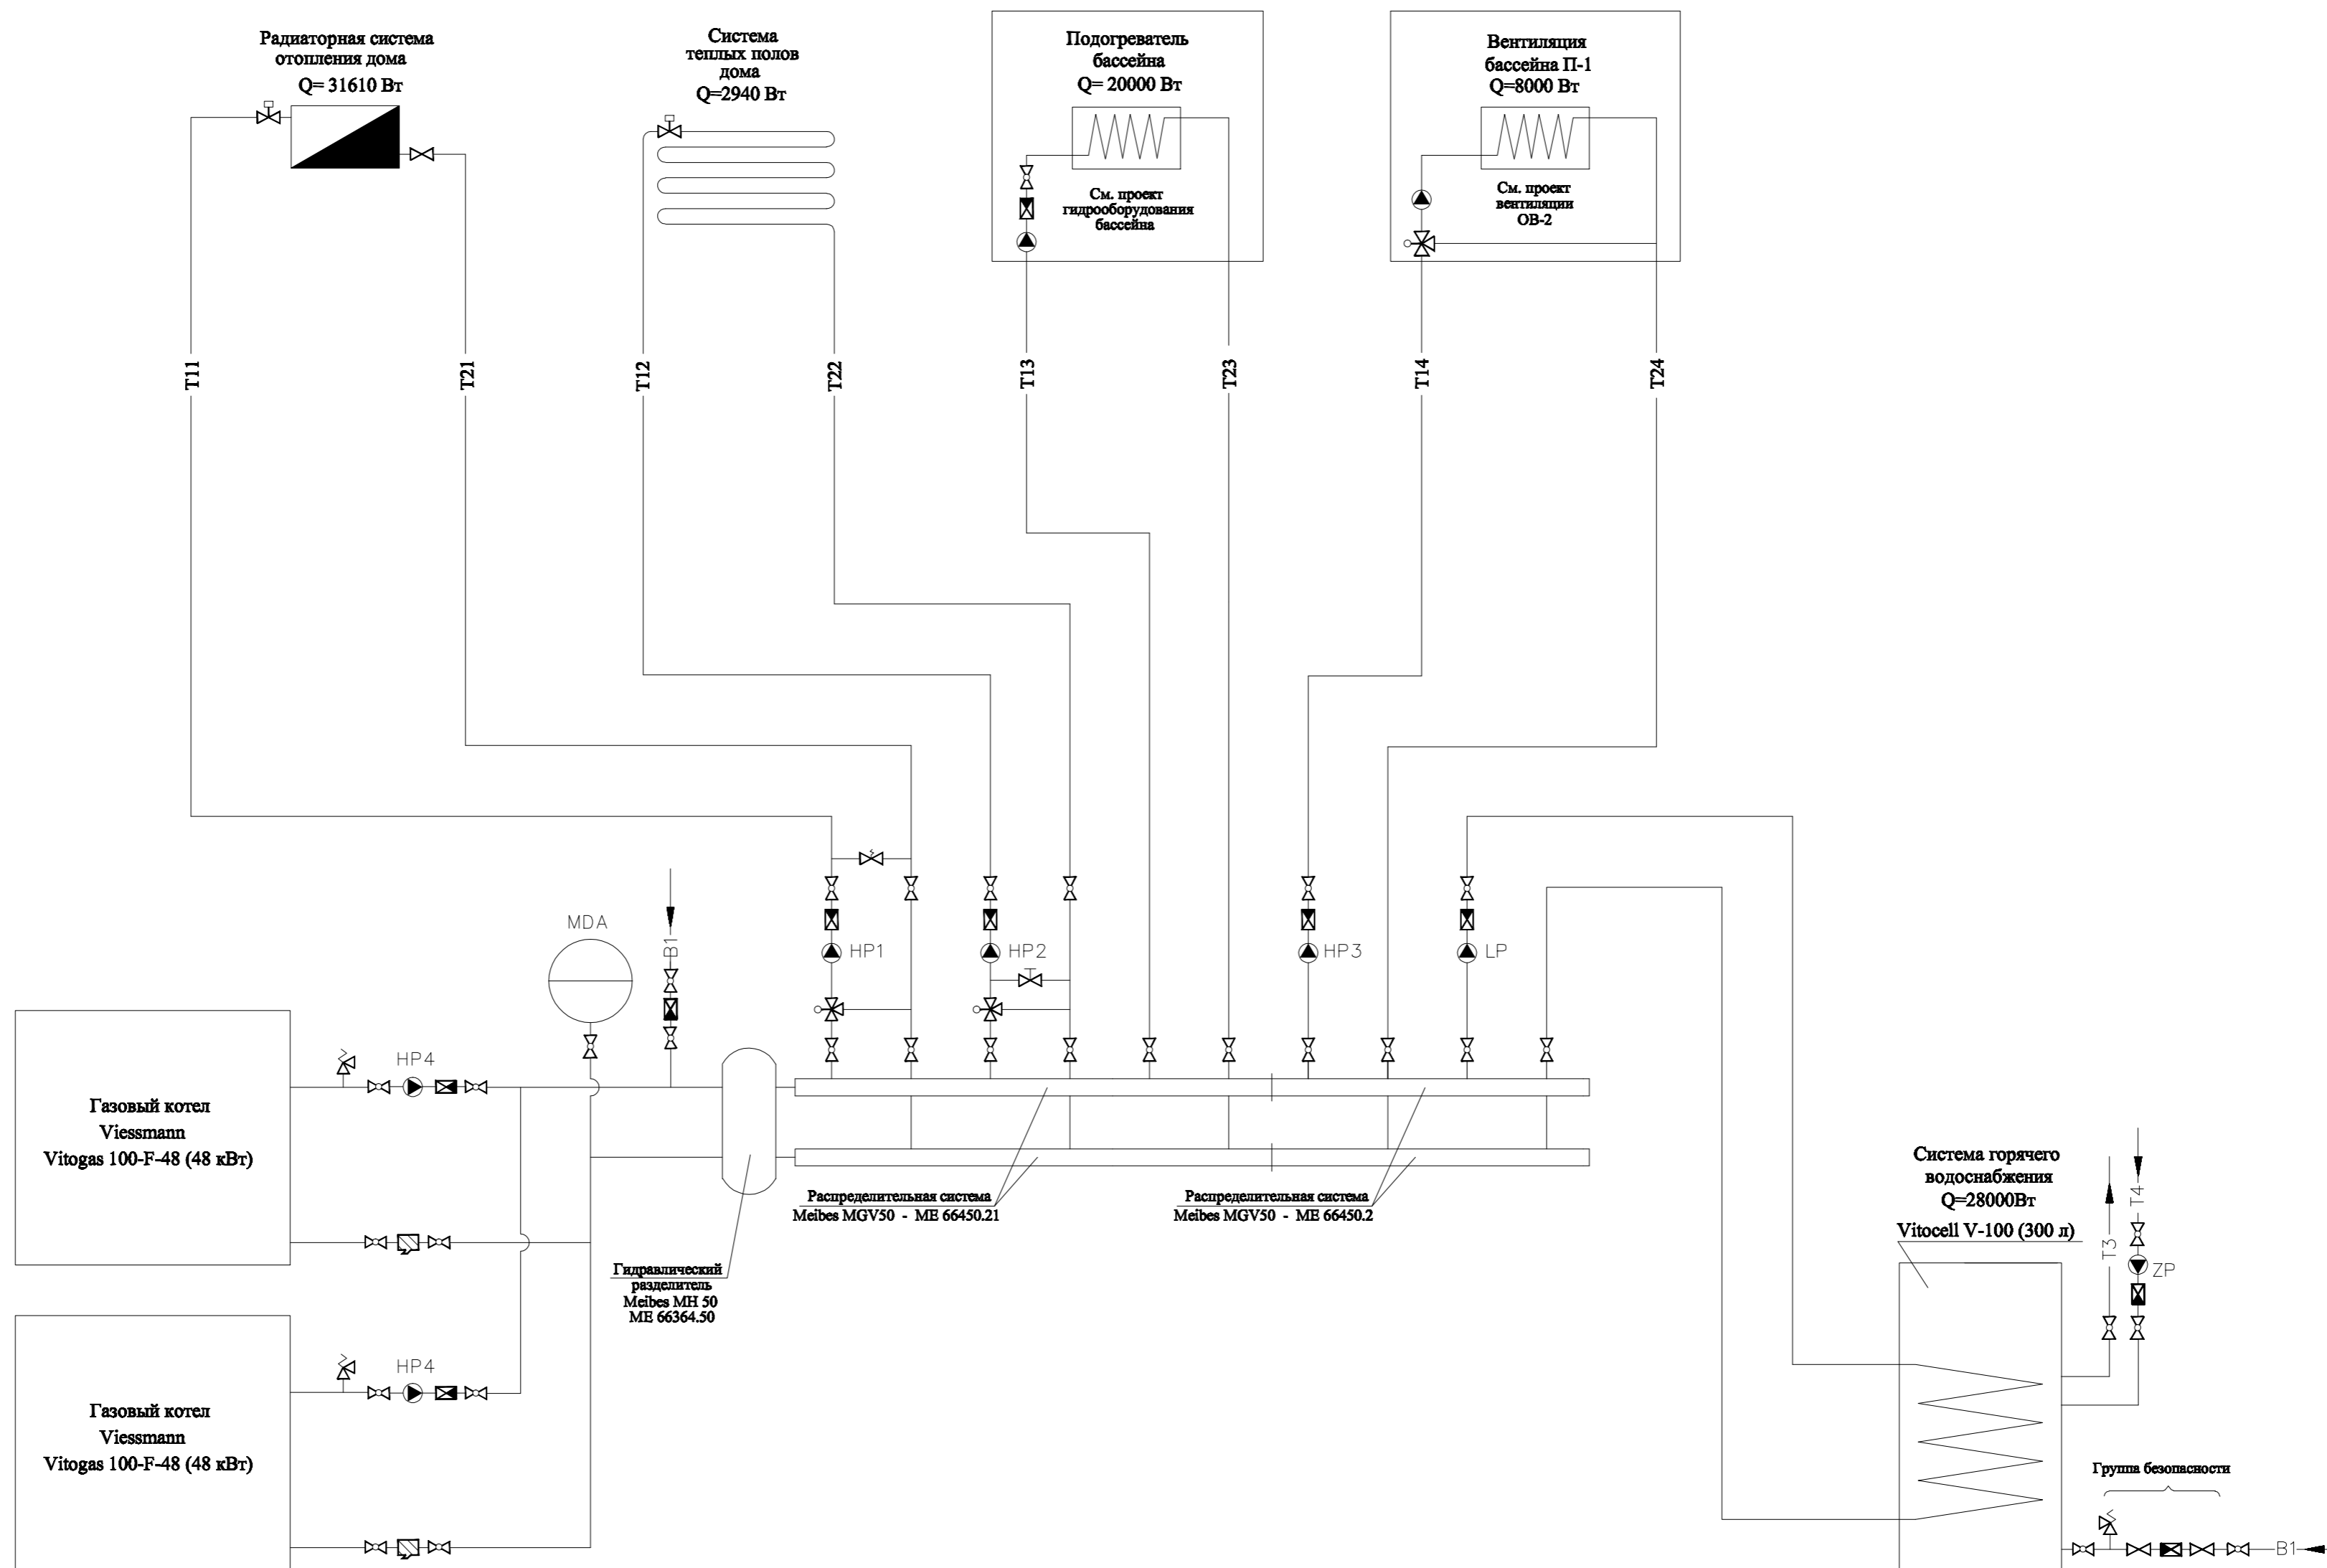 Радиаторная система
отопления дома
Q= 31610 Вт
Система
теплых полов
дома
Q=2940 Вт
Подогреватель
бассейна
Q= 20000 Вт
См. проект
гидрооборудования
бассейна
Вентиляция
бассейна П-1
Q=8000 Вт
См. проект
вентиляции
ОВ-2
T11
T21
T12
T22
T13
T23
T14
T24
MDA
B1
HP1
HP2
HP3
LP
HP4
Газовый котел
Viessmann
Vitogas 100-F-48 (48 кВт)
Распределительная система
Meibes MGV50 - ME 66450.21
Распределительная система
Meibes MGV50 - ME 66450.2
Гидравлический
разделитель
Meibes MH 50
ME 66364.50
HP4
Газовый котел
Viessmann
Vitogas 100-F-48 (48 кВт)
Система горячего
водоснабжения
Q=28000Вт
Vitocell V-100 (300 л)
T3
T4
ZP
Группа безопасности
B1